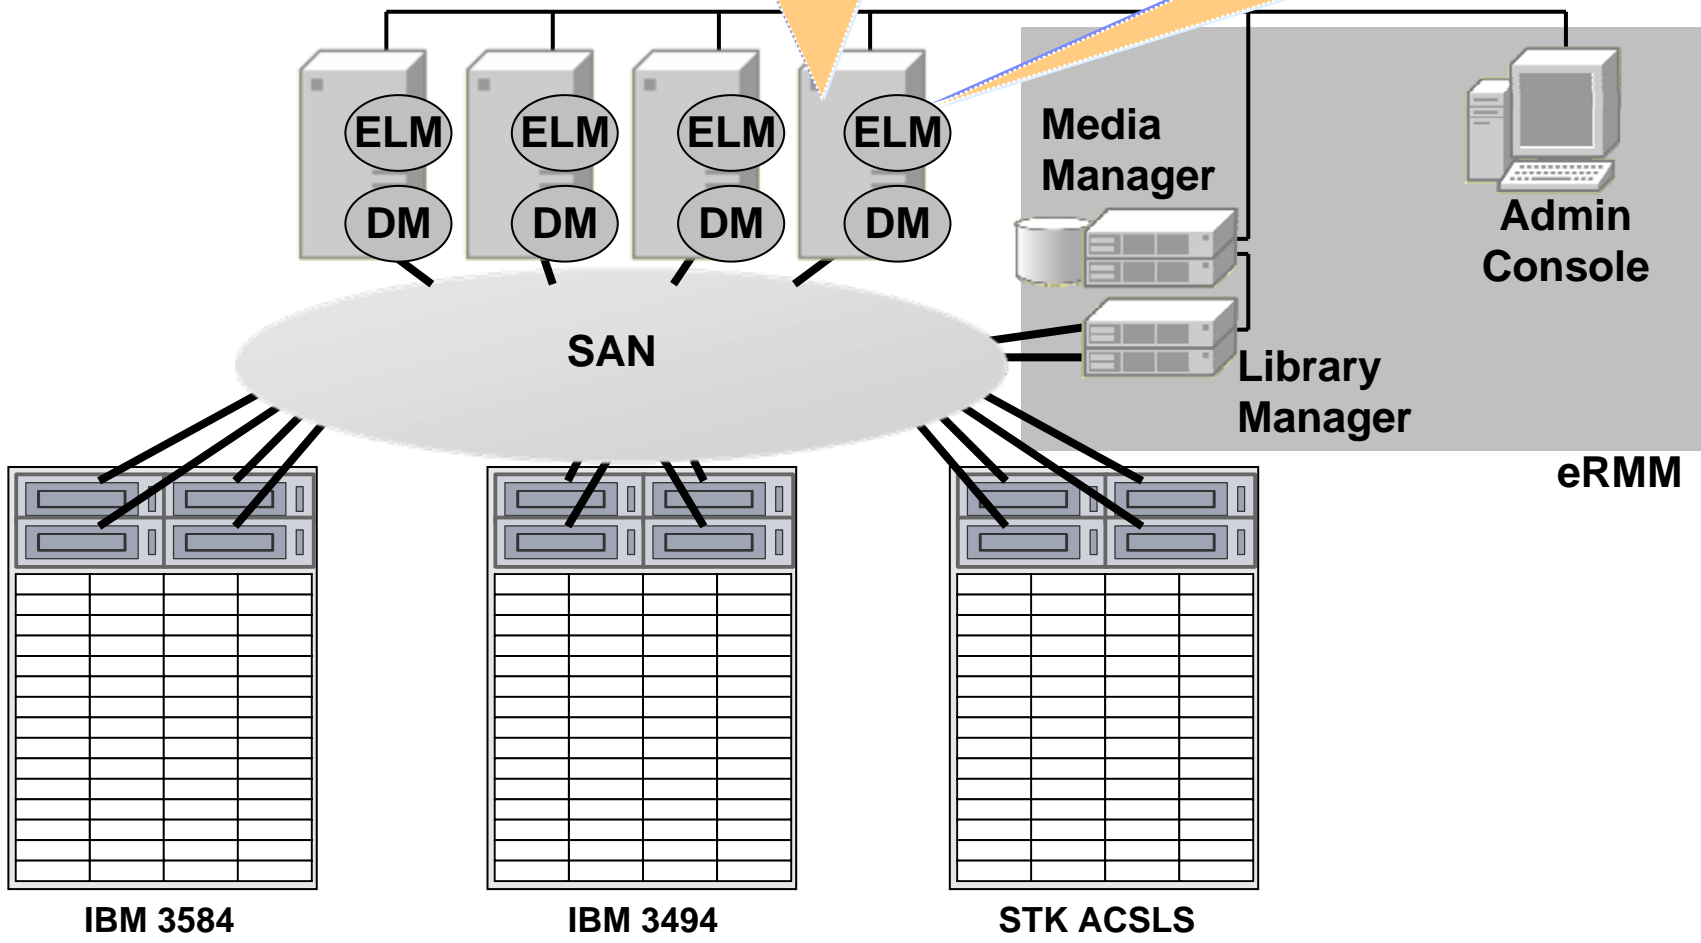 ELM ELM ELM ELM
DM DM DM DM
Media
Manager
Admin
Console
SAN
Library
Manager
eRMM
IBM 3584 IBM 3494 STK ACSLS